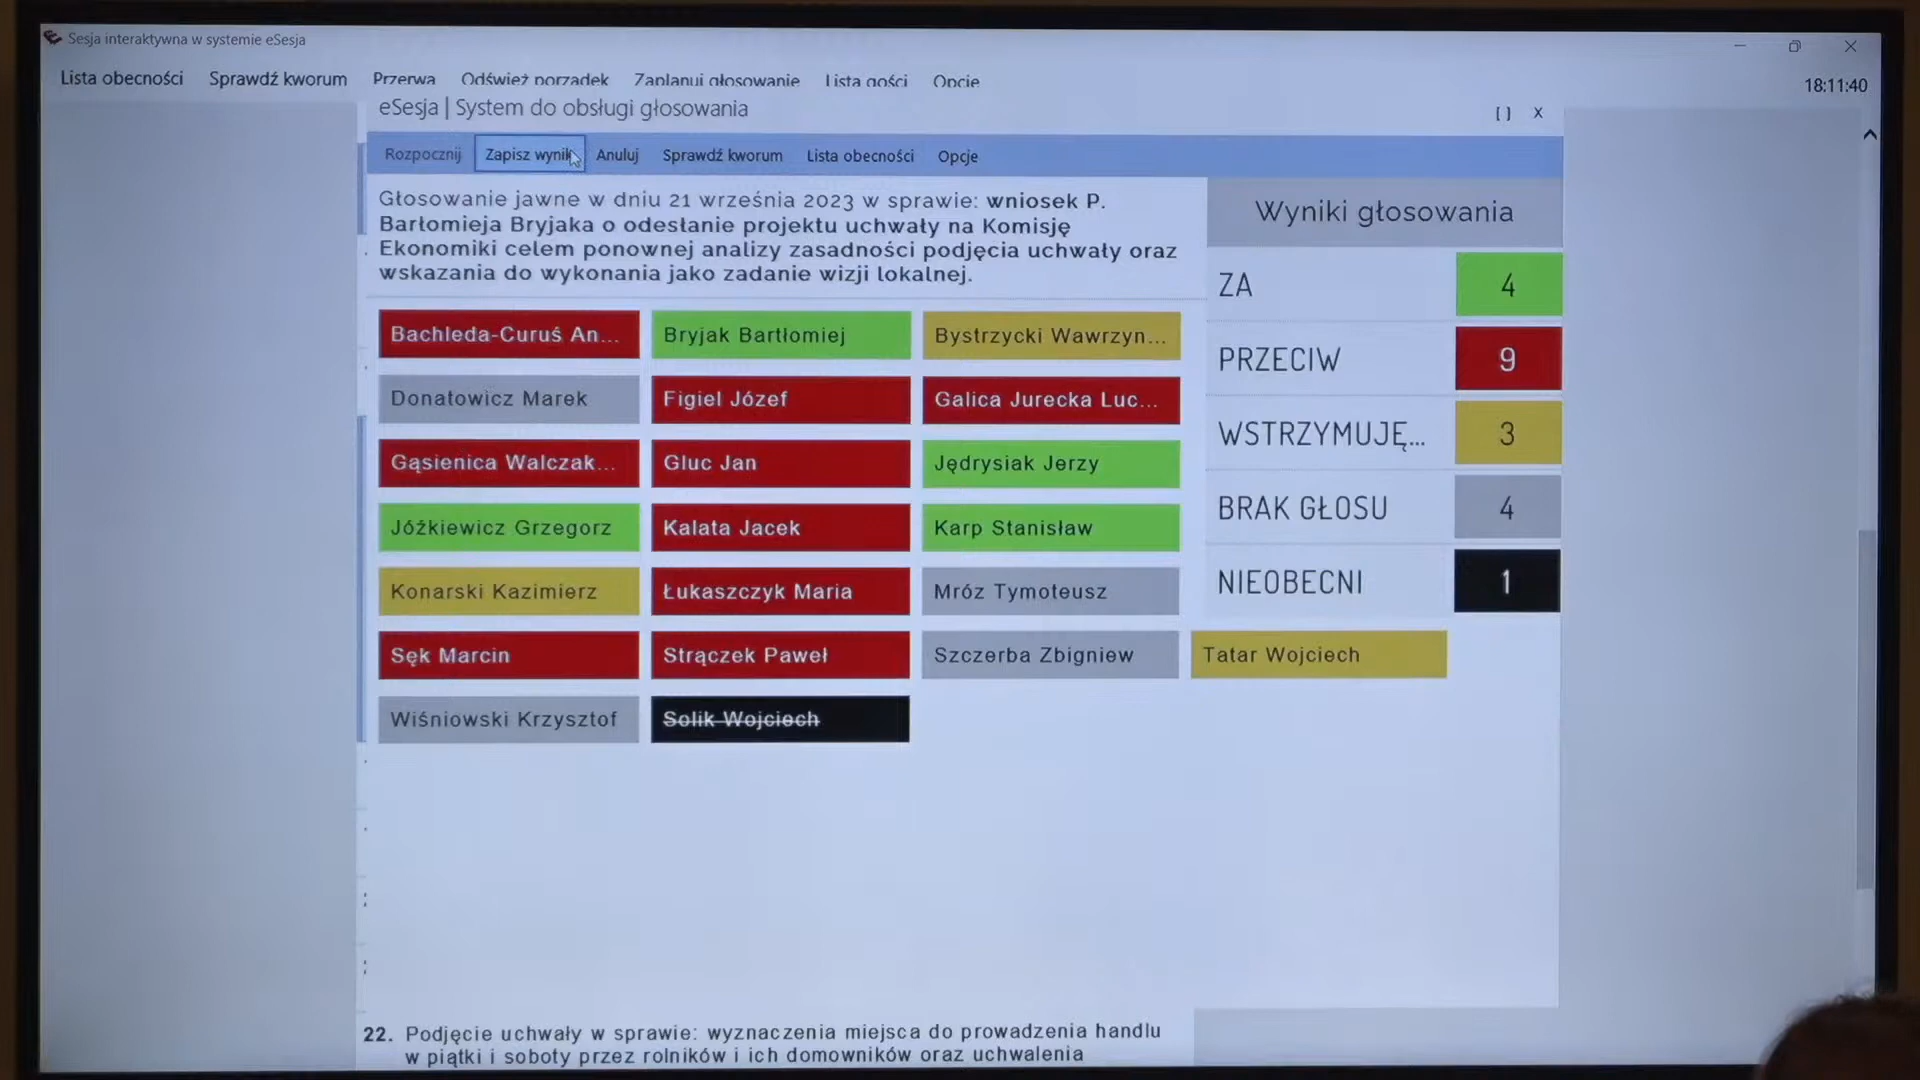 Sesja interaktywna w systemie eSesja
Lista obecności Sprawdź kworum Przerwa Odśwież porządek Zaplanuj głosowanie Lista gości Opcje
18:11:40
eSesja | System do obsługi głosowania
[ ] X
Rozpocznij Zapisz wynik Anuluj Sprawdź kworum Lista obecności Opcje
Głosowanie jawne w dniu 21 września 2023 w sprawie: wniosek P.
Bartłomieja Bryjaka o odesłanie projektu uchwały na Komisję
Ekonomiki celem ponownej analizy zasadności podjęcia uchwały oraz
wskazania do wykonania jako zadanie wizji lokalnej.
Wyniki głosowania
ZA 4
PRZECIW 9
WSTRZYMUJĘ... 3
BRAK GŁOSU 4
NIEOBECNI 1
Bachleda-Curuś An... Bryjak Bartłomiej Bystrzycki Wawrzyn...
Donatowicz Marek Figiel Józef Galica Jurecka Luc...
Gąsienica Walczak... Gluc Jan Jędrysiak Jerzy
Jóźkiewicz Grzegorz Kalata Jacek Karp Stanisław
Konarski Kazimierz Łukaszczyk Maria Mróz Tymoteusz
Sęk Marcin Strączek Paweł Szczerba Zbigniew Tatar Wojciech
Wiśniowski Krzysztof Solik Wojciech
22. Podjęcie uchwały w sprawie: wyznaczenia miejsca do prowadzenia handlu
w piątki i soboty przez rolników i ich domowników oraz uchwalenia